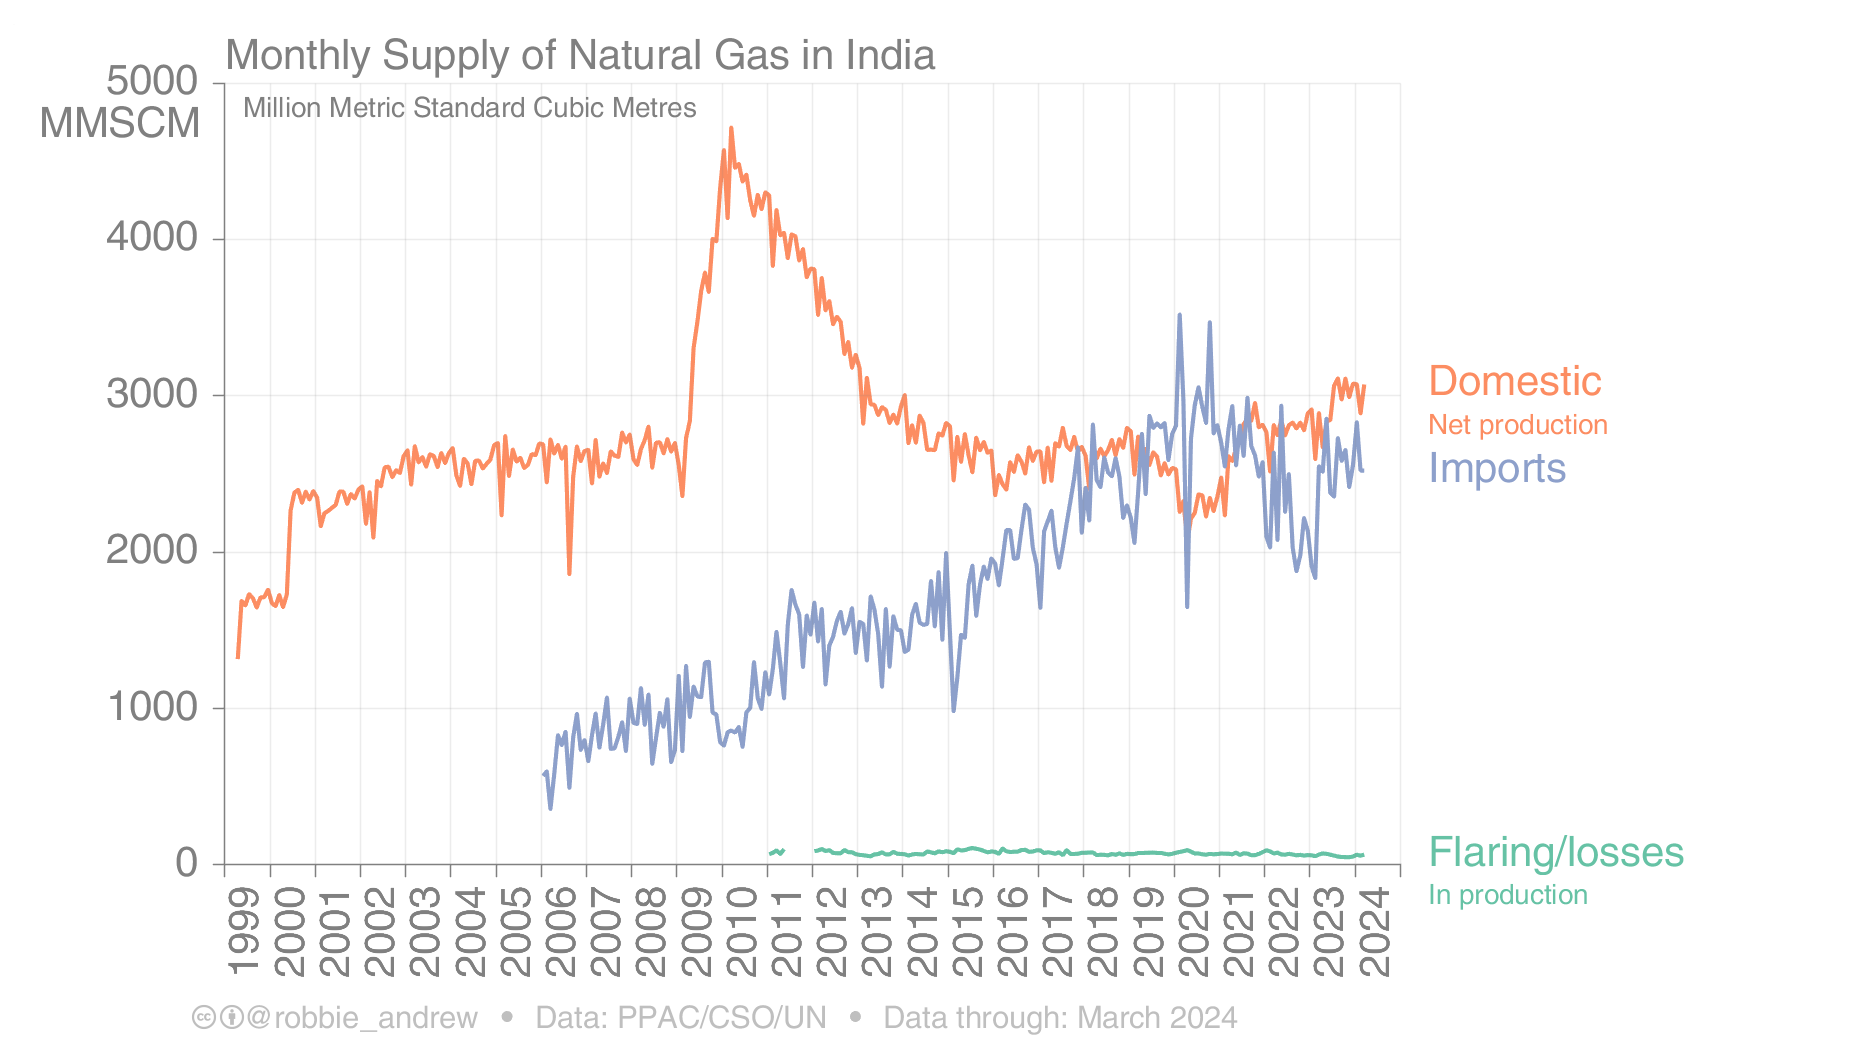 Monthly Supply of Natural Gas in India
5000
MMSCM
Million Metric Standard Cubic Metres
4000
3000
2000
1000
0
Domestic
Net production
Imports
Flaring/losses
In production
1999 2000 2001 2002 2003 2004 2005 2006 2007 2008 2009 2010 2011 2012 2013 2014 2015 2016 2017 2018 2019 2020 2021 2022 2023 2024
cc @robbie_andrew • Data: PPAC/CSO/UN • Data through: March 2024